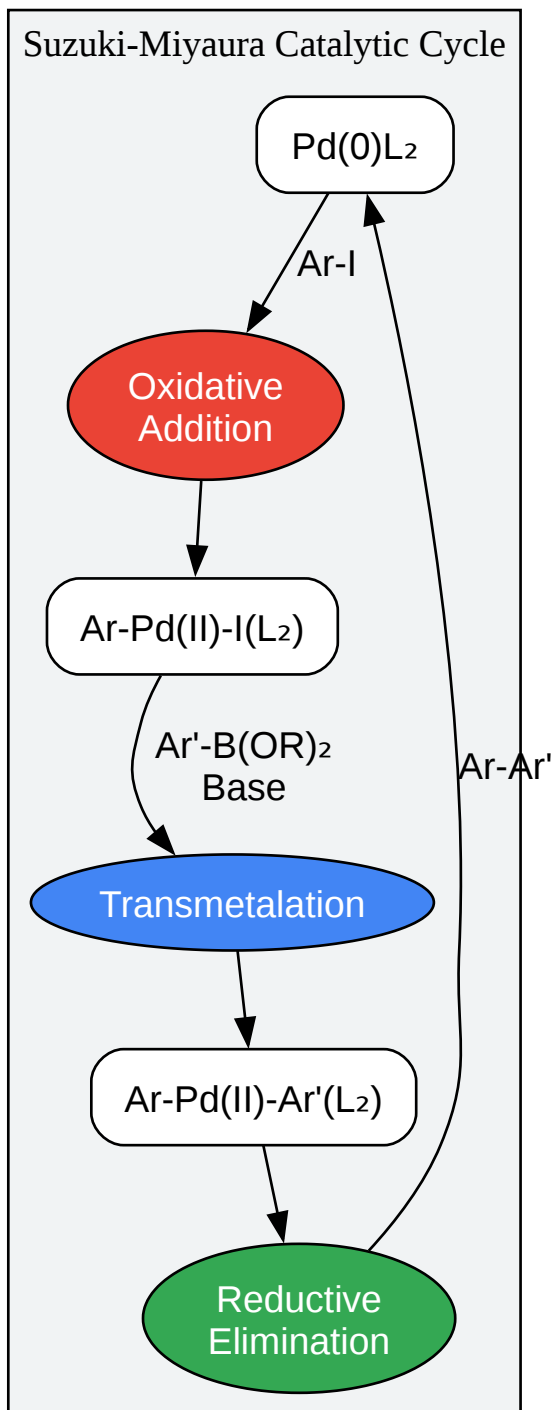 Suzuki-Miyaura Catalytic Cycle
Pd(0)L₂
Ar-I
Oxidative
Addition
Ar-Pd(II)-I(L₂)
Ar'-B(OR)₂
Base
Ar-Ar'
Transmetalation
Ar-Pd(II)-Ar'(L₂)
Reductive
Elimination